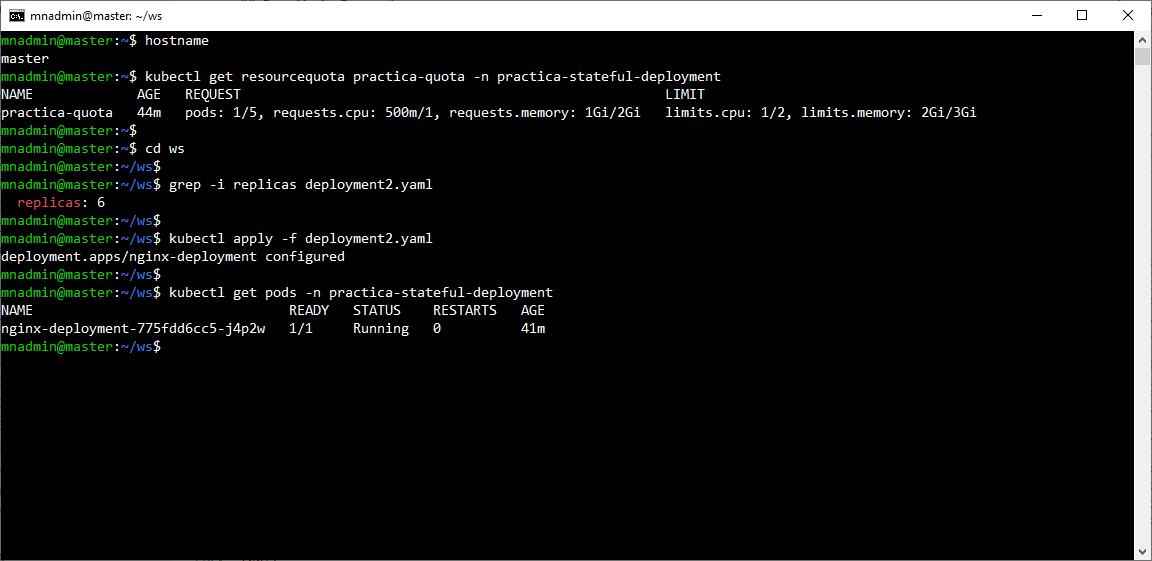 mnadmin@master: ~/ws
mnadmin@master:~$ hostname
master
mnadmin@master:~$ kubectl get resourcequota practica-quota -n practica-stateful-deployment
NAME             AGE   REQUEST                                                     LIMIT
practica-quota   44m   pods: 1/5, requests.cpu: 500m/1, requests.memory: 1Gi/2Gi   limits.cpu: 1/2, limits.memory: 2Gi/3Gi
mnadmin@master:~$
mnadmin@master:~$ cd ws
mnadmin@master:~/ws$
mnadmin@master:~/ws$ grep -i replicas deployment2.yaml
  replicas: 6
mnadmin@master:~/ws$
mnadmin@master:~/ws$ kubectl apply -f deployment2.yaml
deployment.apps/nginx-deployment configured
mnadmin@master:~/ws$
mnadmin@master:~/ws$ kubectl get pods -n practica-stateful-deployment
NAME                                READY   STATUS    RESTARTS   AGE
nginx-deployment-775fdd6cc5-j4p2w   1/1     Running   0          41m
mnadmin@master:~/ws$